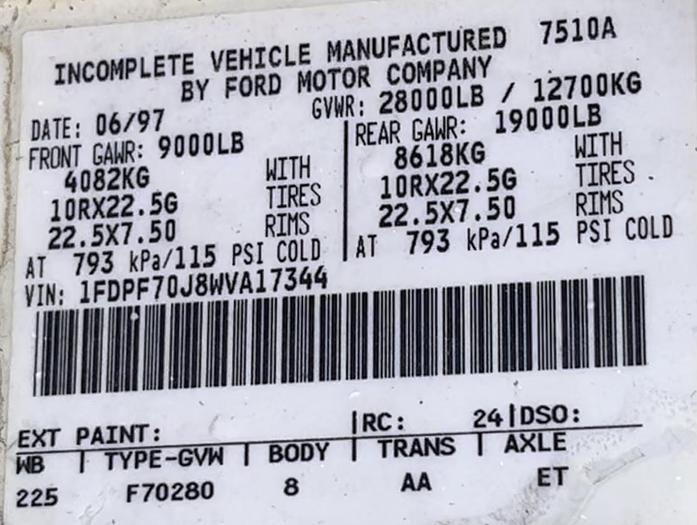 INCOMPLETE VEHICLE MANUFACTURED 7510A
BY FORD MOTOR COMPANY
DATE: 06/97 GVWR: 28000LB / 12700KG
FRONT GAWR: 9000LB REAR GAWR: 19000LB
4082KG WITH 8618KG WITH
10RX22.5G TIRES 10RX22.5G TIRES
22.5X7.50 RIMS 22.5X7.50 RIMS
AT 793 kPa/115 PSI COLD AT 793 kPa/115 PSI COLD
VIN: 1FDPF70J8WVA17344
EXT PAINT: RC: 24 DSO:
WB TYPE-GVW BODY TRANS AXLE
225 F70280 8 AA ET